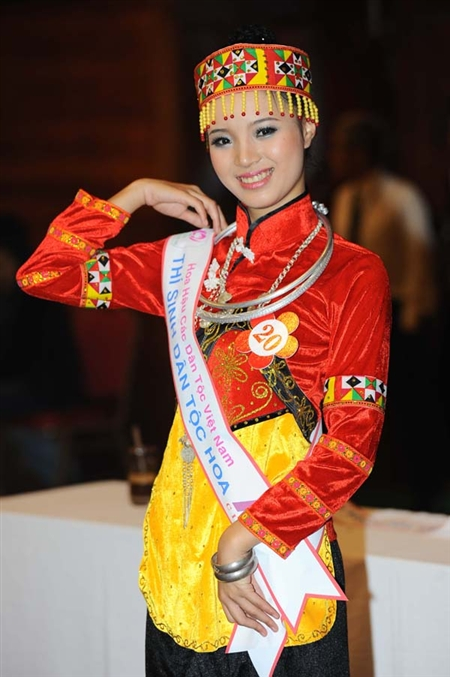 Hoa Hậu Các Dân Tộc Việt Nam
THÍ SINH DÂN TỘC HOA
20